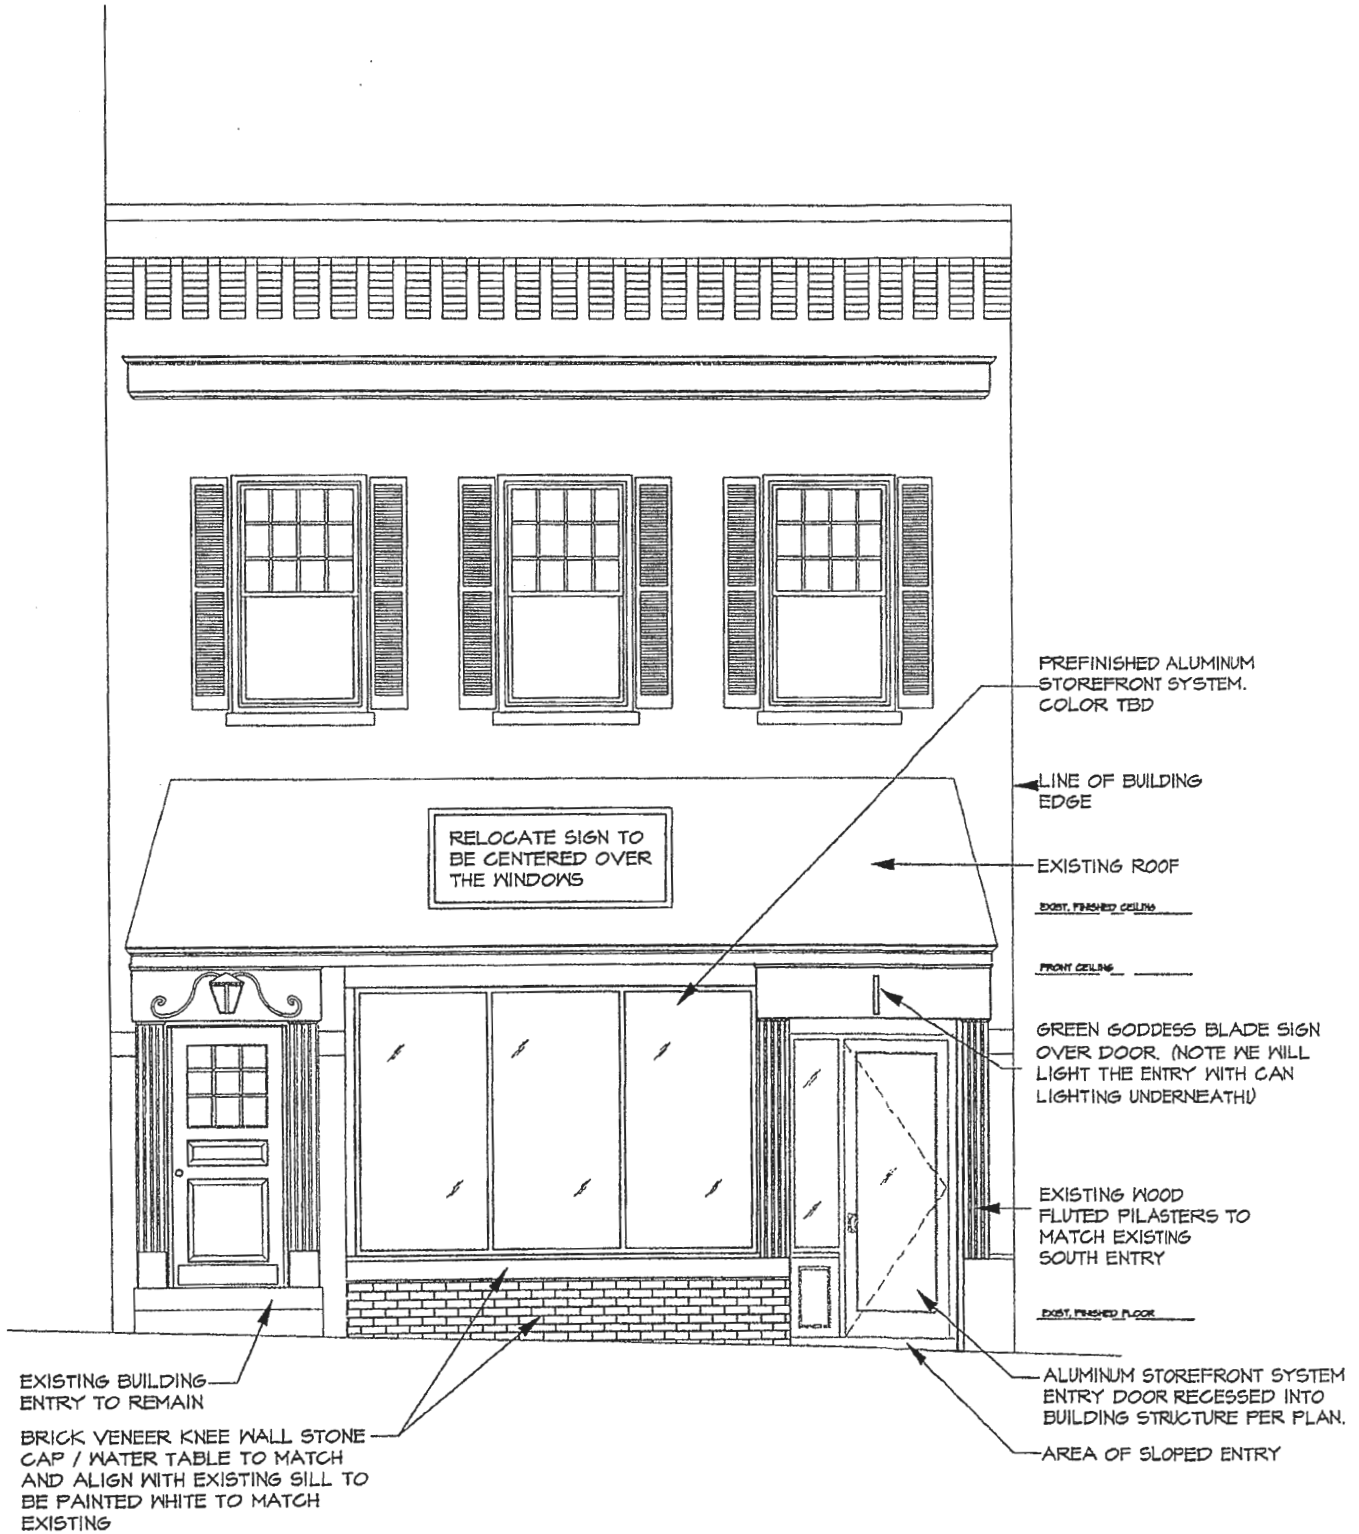 PREFINISHED ALUMINUM
STOREFRONT SYSTEM.
COLOR TBD
LINE OF BUILDING
EDGE
RELOCATE SIGN TO
BE CENTERED OVER
THE WINDOWS
EXISTING ROOF
EXIST. FINISHED CEILING
FRONT CEILING
GREEN GODDESS BLADE SIGN
OVER DOOR. (NOTE WE WILL
LIGHT THE ENTRY WITH CAN
LIGHTING UNDERNEATH!)
EXISTING WOOD
FLUTED PILASTERS TO
MATCH EXISTING
SOUTH ENTRY
EXIST. FINISHED FLOOR
EXISTING BUILDING
ENTRY TO REMAIN
ALUMINUM STOREFRONT SYSTEM
ENTRY DOOR RECESSED INTO
BUILDING STRUCTURE PER PLAN.
AREA OF SLOPED ENTRY
BRICK VENEER KNEE WALL STONE
CAP / WATER TABLE TO MATCH
AND ALIGN WITH EXISTING SILL TO
BE PAINTED WHITE TO MATCH
EXISTING